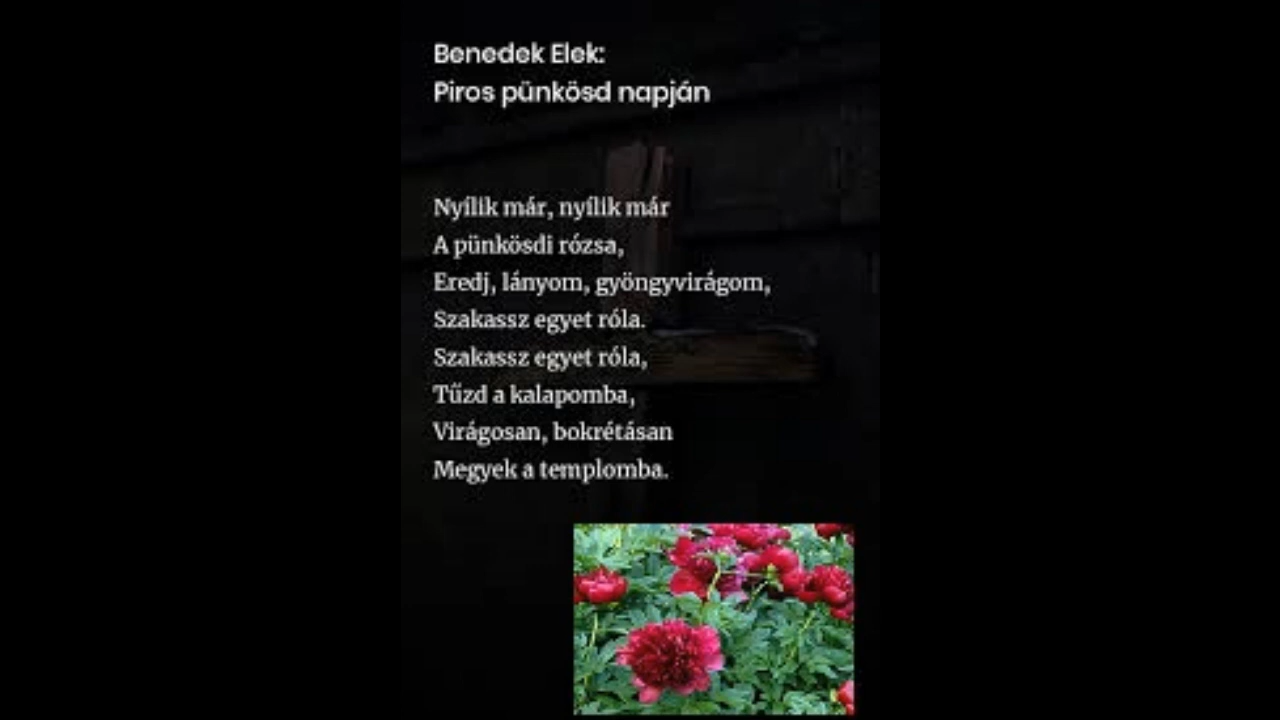 Benedek Elek:
Piros pünkösd napján
Nyílik már, nyílik már
A pünkösdi rózsa,
Eredj, lányom, gyöngyvirágom,
Szakassz egyet róla.
Szakassz egyet róla,
Tűzd a kalapomba,
Virágosan, bokrétásan
Megyek a templomba.